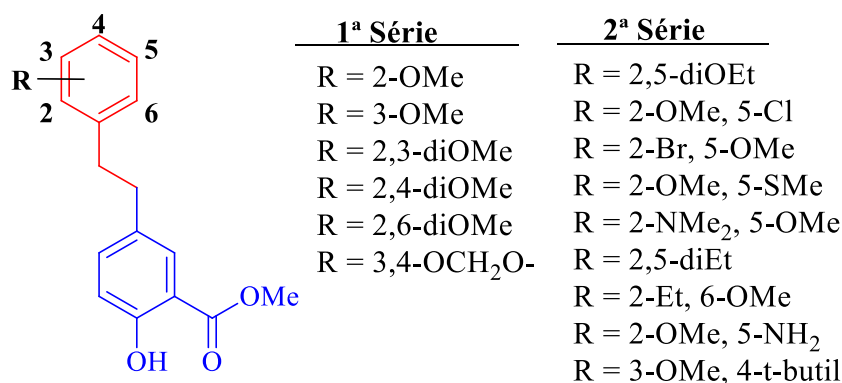 4
3
5
R
2
6
OMe
OH
O
1ª Série
R = 2-OMe
R = 3-OMe
R = 2,3-diOMe
R = 2,4-diOMe
R = 2,6-diOMe
R = 3,4-OCH₂O-
2ª Série
R = 2,5-diOEt
R = 2-OMe, 5-Cl
R = 2-Br, 5-OMe
R = 2-OMe, 5-SMe
R = 2-NMe₂, 5-OMe
R = 2,5-diEt
R = 2-Et, 6-OMe
R = 2-OMe, 5-NH₂
R = 3-OMe, 4-t-butil